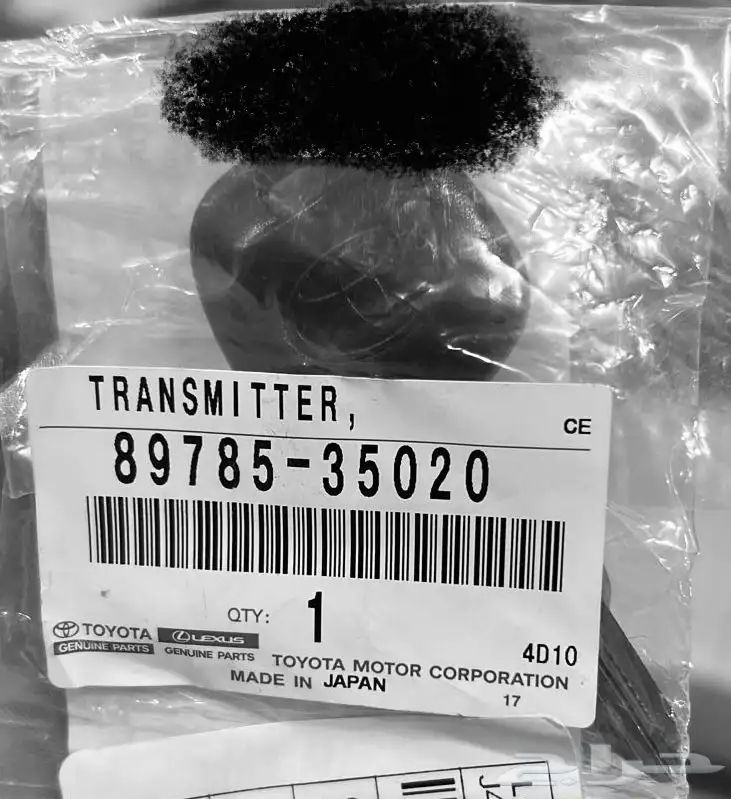 TRANSMITTER,
CE
89785-35020
QTY: 1
TOYOTA
GENUINE PARTS
LEXUS
GENUINE PARTS
4D10
TOYOTA MOTOR CORPORATION
MADE IN JAPAN
17
حراج